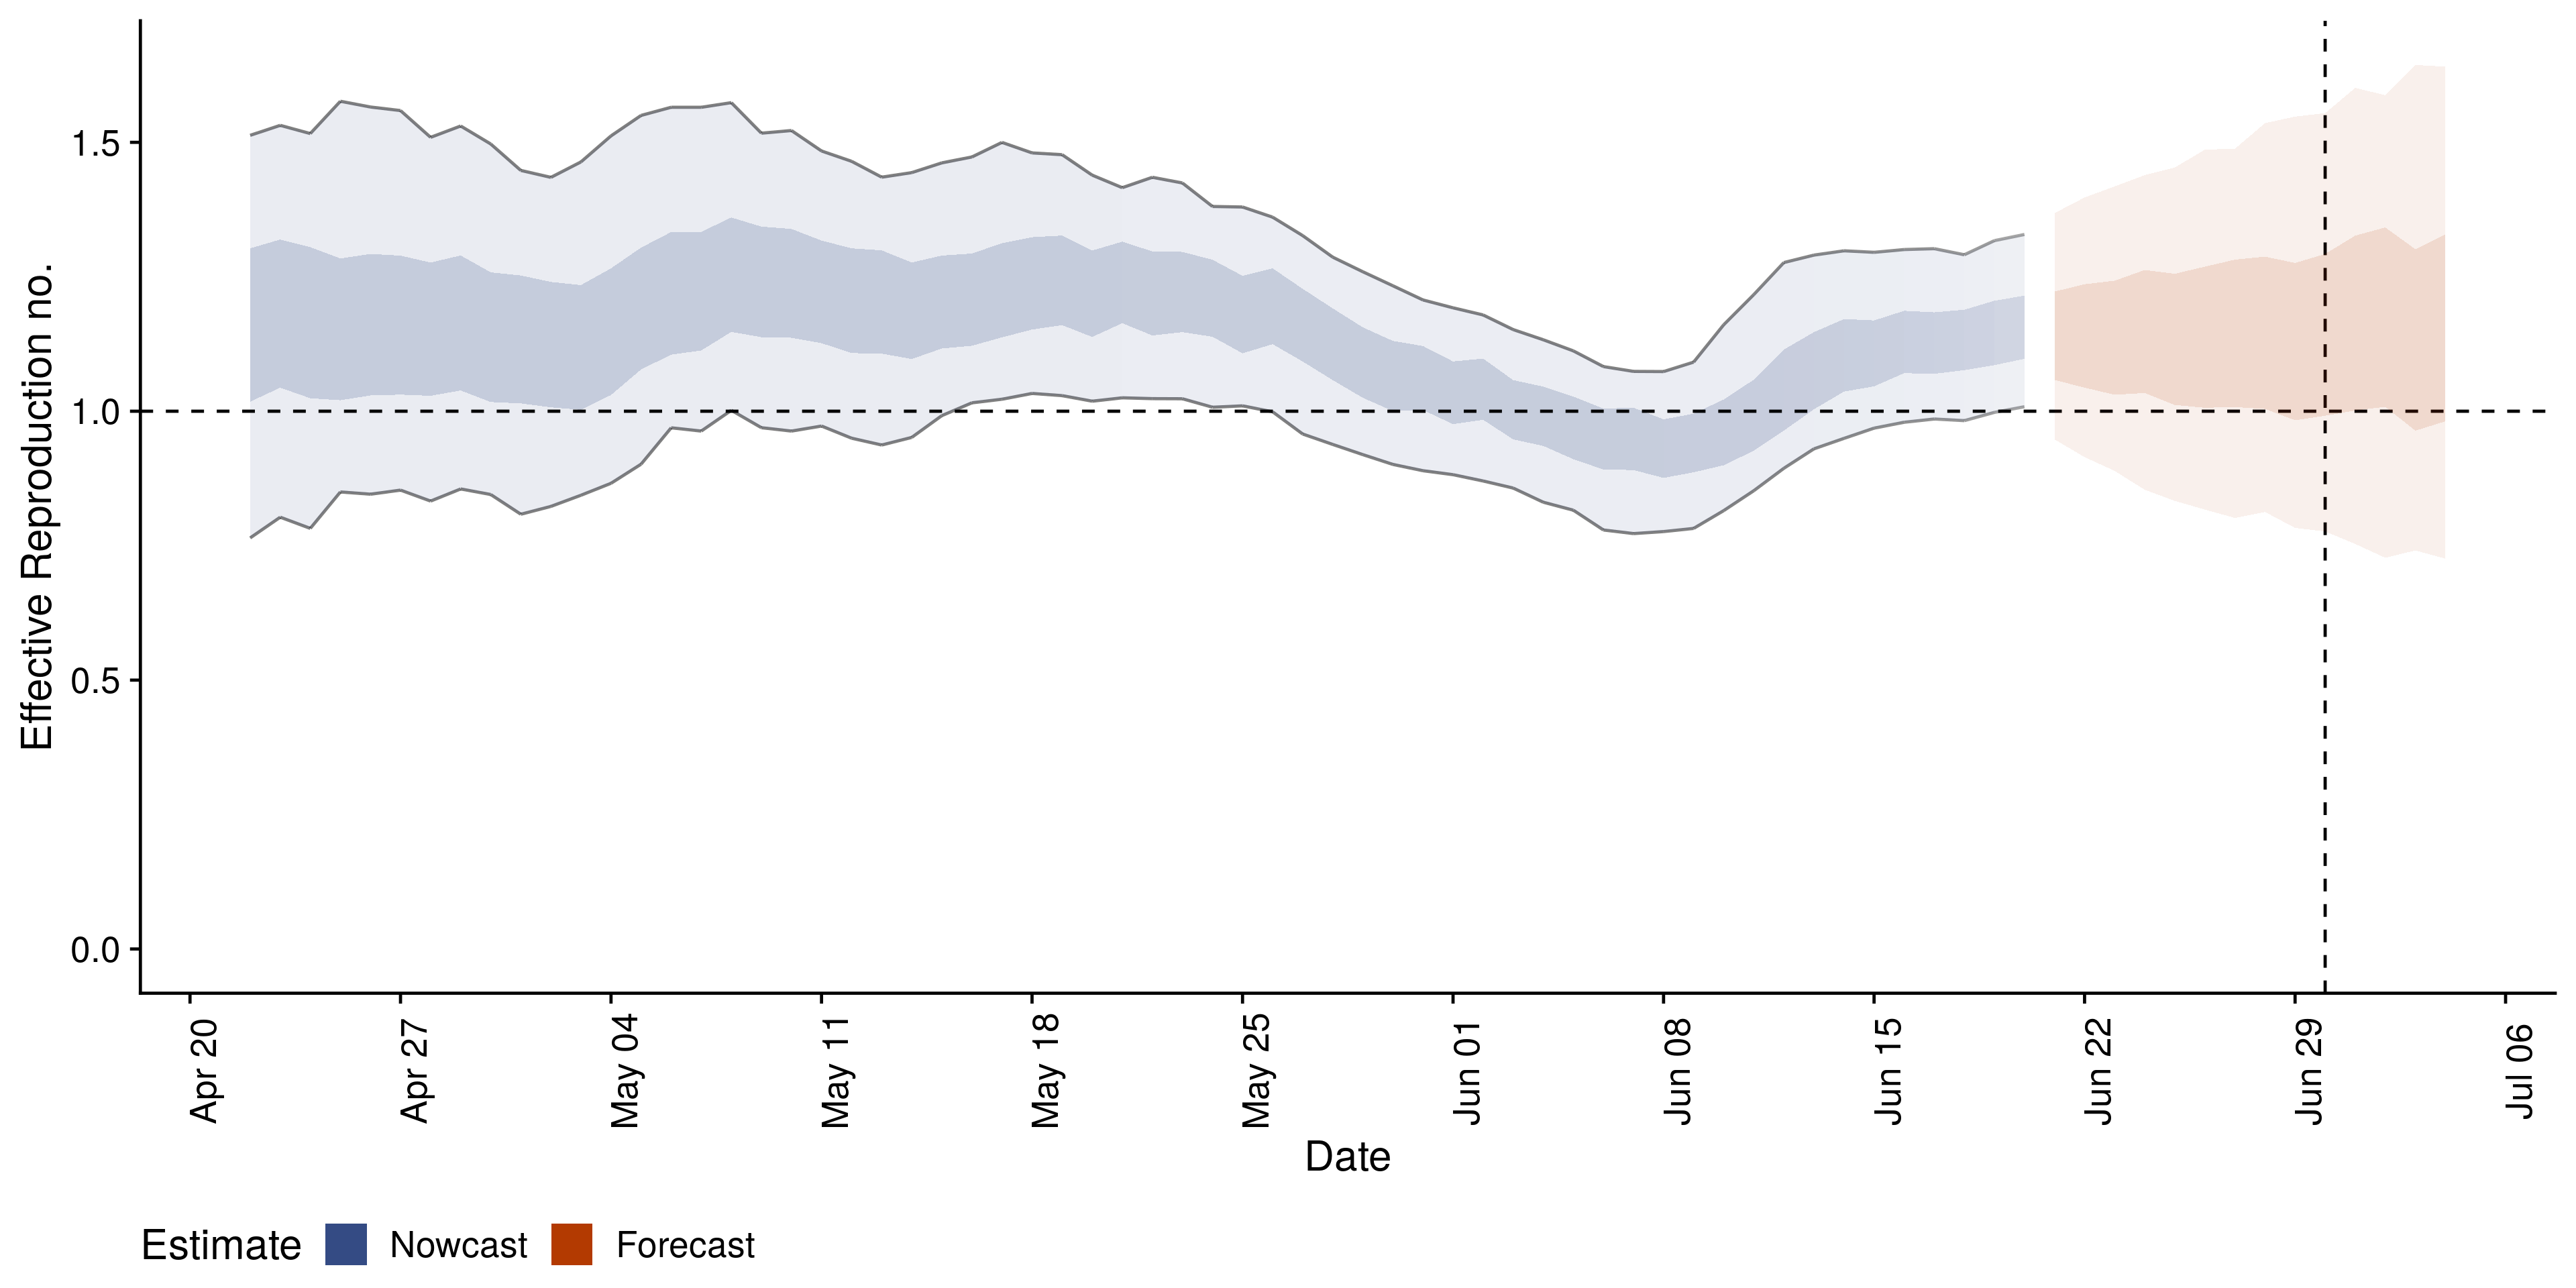 Effective Reproduction no.
1.5
1.0
0.5
0.0
Apr 20
Apr 27
May 04
May 11
May 18
May 25
Jun 01
Jun 08
Jun 15
Jun 22
Jun 29
Jul 06
Date
Estimate Nowcast Forecast